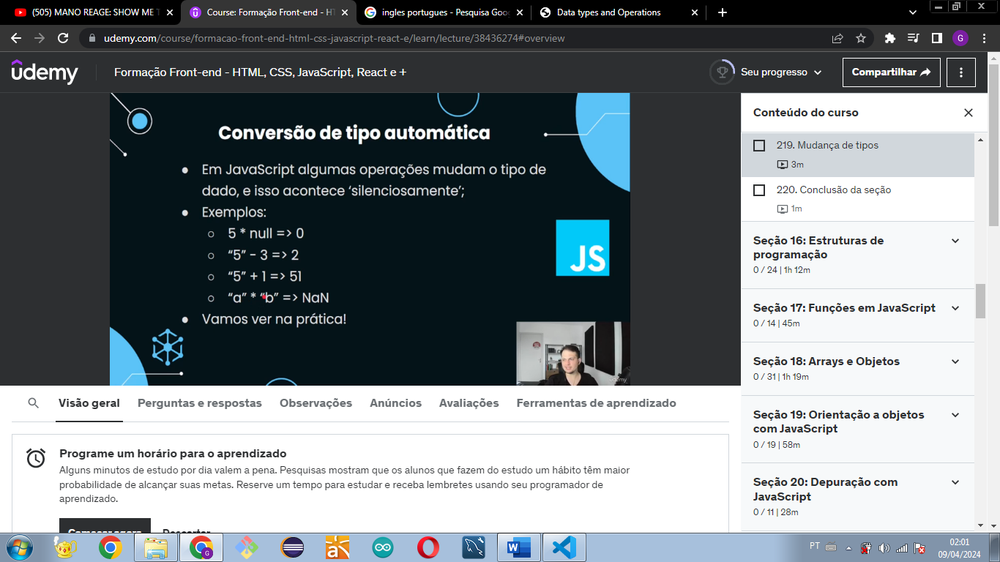 (505) MANO REAGE: SHOW ME T
Course: Formação Front-end - HT
ingles portugues - Pesquisa Goo
Data types and Operations
udemy.com/course/formacao-front-end-html-css-javascript-react-e/learn/lecture/38436274#overview
G
udemy
Formação Front-end - HTML, CSS, JavaScript, React e +
Seu progresso
Compartilhar
Conversão de tipo automática
● Em JavaScript algumas operações mudam o tipo de
dado, e isso acontece ‘silenciosamente’;
● Exemplos:
○ 5 * null => 0
○ “5” - 3 => 2
○ “5” + 1 => 51
○ “a” * “b” => NaN
● Vamos ver na prática!
JS
udemy
Conteúdo do curso
219. Mudança de tipos
3m
220. Conclusão da seção
1m
Seção 16: Estruturas de
programação
0 / 24 | 1h 12m
Seção 17: Funções em JavaScript
0 / 14 | 45m
Seção 18: Arrays e Objetos
0 / 31 | 1h 19m
Seção 19: Orientação a objetos
com JavaScript
0 / 19 | 58m
Seção 20: Depuração com
JavaScript
0 / 11 | 28m
Visão geral
Perguntas e respostas
Observações
Anúncios
Avaliações
Ferramentas de aprendizado
Programe um horário para o aprendizado
Alguns minutos de estudo por dia valem a pena. Pesquisas mostram que os alunos que fazem do estudo um hábito têm maior
probabilidade de alcançar suas metas. Reserve um tempo para estudar e receba lembretes usando seu programador de
aprendizado.
Começar agora
Descartar
PT
02:01
09/04/2024